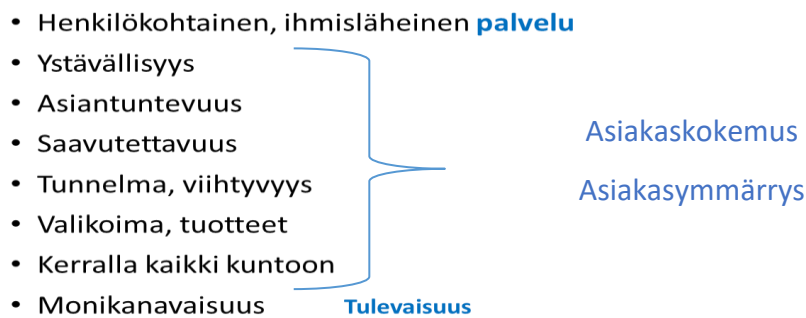 • Henkilökohtainen, ihmisläheinen palvelu
• Ystävällisyys
• Asiantuntevuus
• Saavutettavuus
• Tunnelma, viihtyvyys
• Valikoima, tuotteet
• Kerralla kaikki kuntoon
• Monikanavaisuus Tulevaisuus
Asiakaskokemus
Asiakasymmärrys